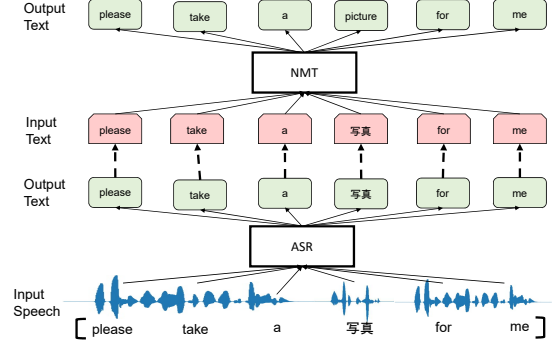 Output Text please take a picture for me
NMT
Input Text please take a 写真 for me
Output Text please take a 写真 for me
ASR
Input Speech
[ please take a 写真 for me ]